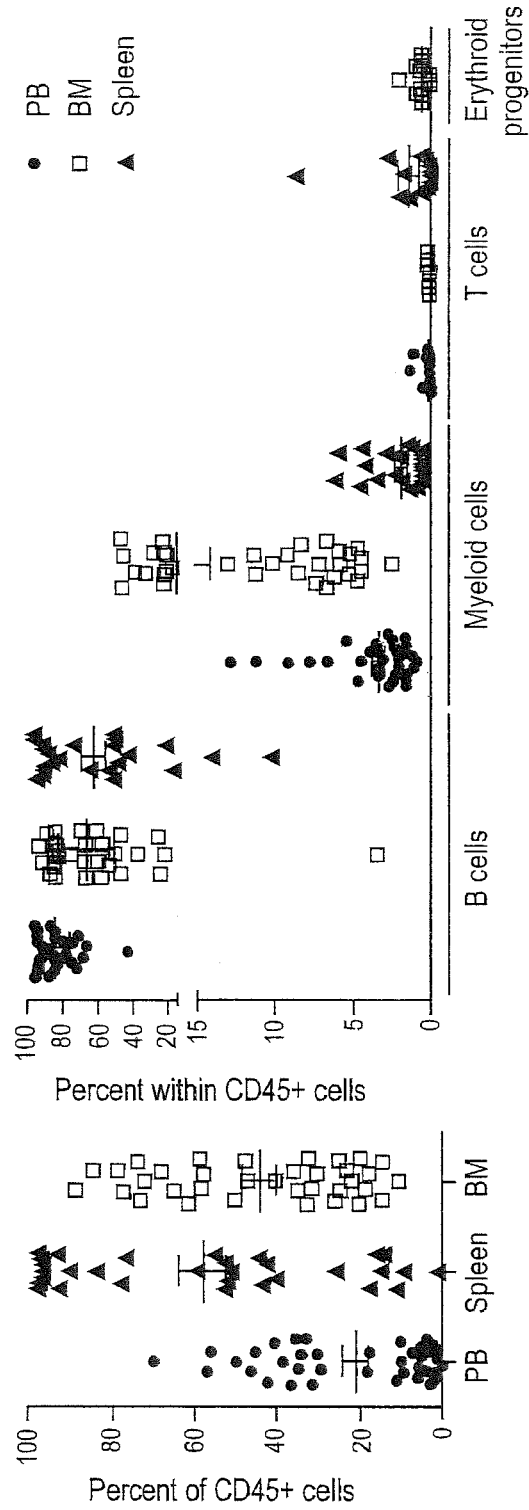 Percent of CD45+ cells
100
80
60
40
20
0
PB
Spleen
BM
Percent within CD45+ cells
100
80
60
40
20
15
10
5
0
B cells
Myeloid cells
T cells
Erythroid
progenitors
PB
BM
Spleen